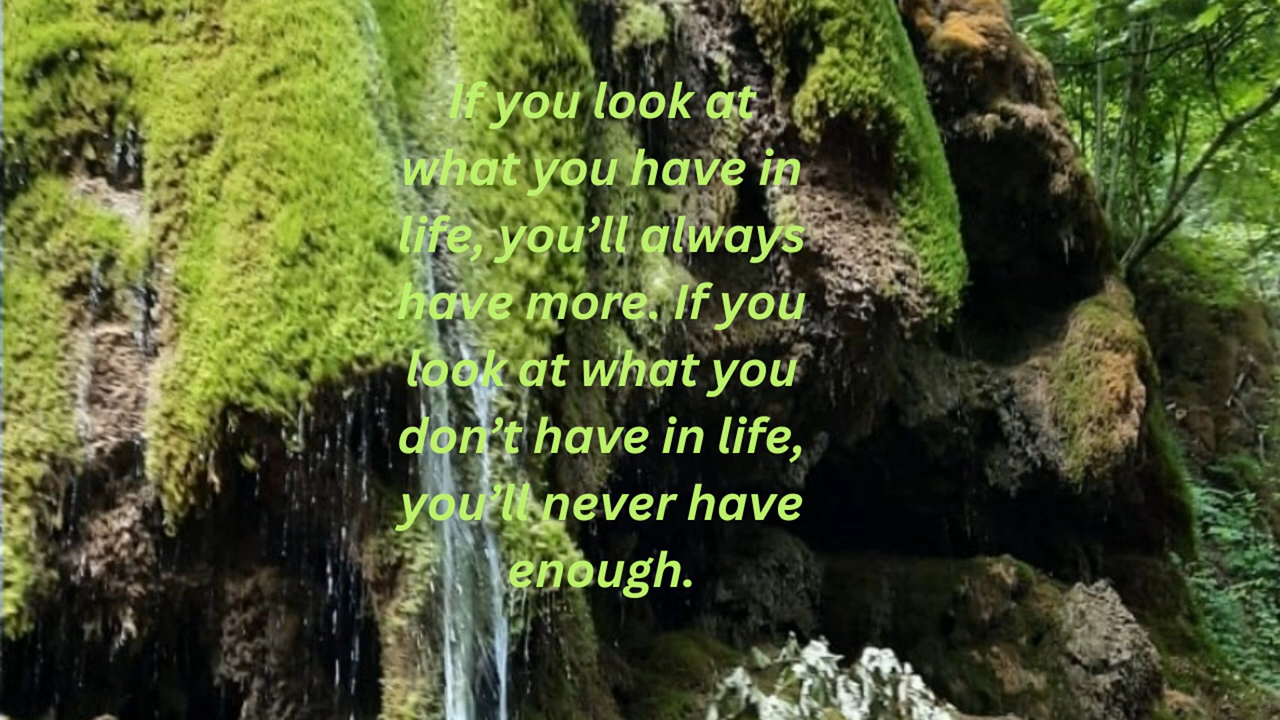 If you look at
what you have in
life, you’ll always
have more. If you
look at what you
don’t have in life,
you’ll never have
enough.